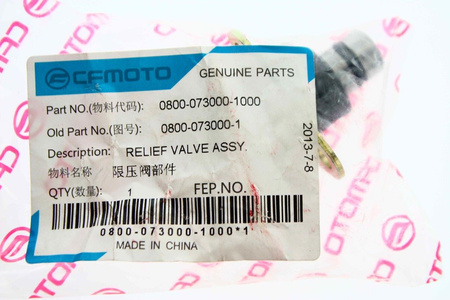 CFMOTO GENUINE PARTS
Part NO.(物料代码): 0800-073000-1000
Old Part No.(图号): 0800-073000-1
Description: RELIEF VALVE ASSY.
物料名称 限压阀部件
QTY(数量): 1 FEP.NO.
0800-073000-1000*1
MADE IN CHINA
2013-7-8
OTOMAD